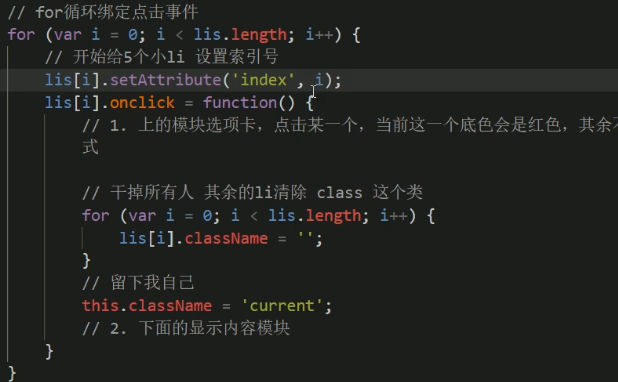 // for循环绑定点击事件
for (var i = 0; i < lis.length; i++) {
// 开始给5个小li 设置索引号
lis[i].setAttribute('index', i);
lis[i].onclick = function() {
// 1. 上的模块选项卡，点击某一个，当前这一个底色会是红色，其余
式
// 干掉所有人 其余的li清除 class 这个类
for (var i = 0; i < lis.length; i++) {
lis[i].className = '';
}
// 留下我自己
this.className = 'current';
// 2. 下面的显示内容模块
}
}